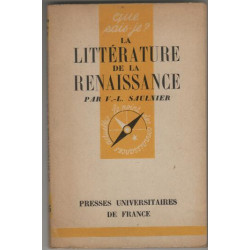 que
sais-je?
LA
LITTÉRATURE
DE LA
RENAISSANCE
PAR V.-L. SAULNIER
PRESSES UNIVERSITAIRES
DE FRANCE